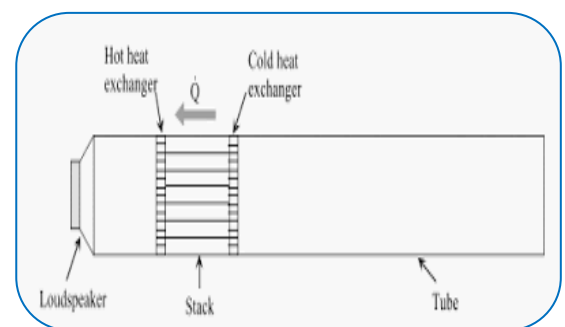 Hot heat
exchanger
Q̇
Cold heat
exchanger
Loudspeaker
Stack
Tube